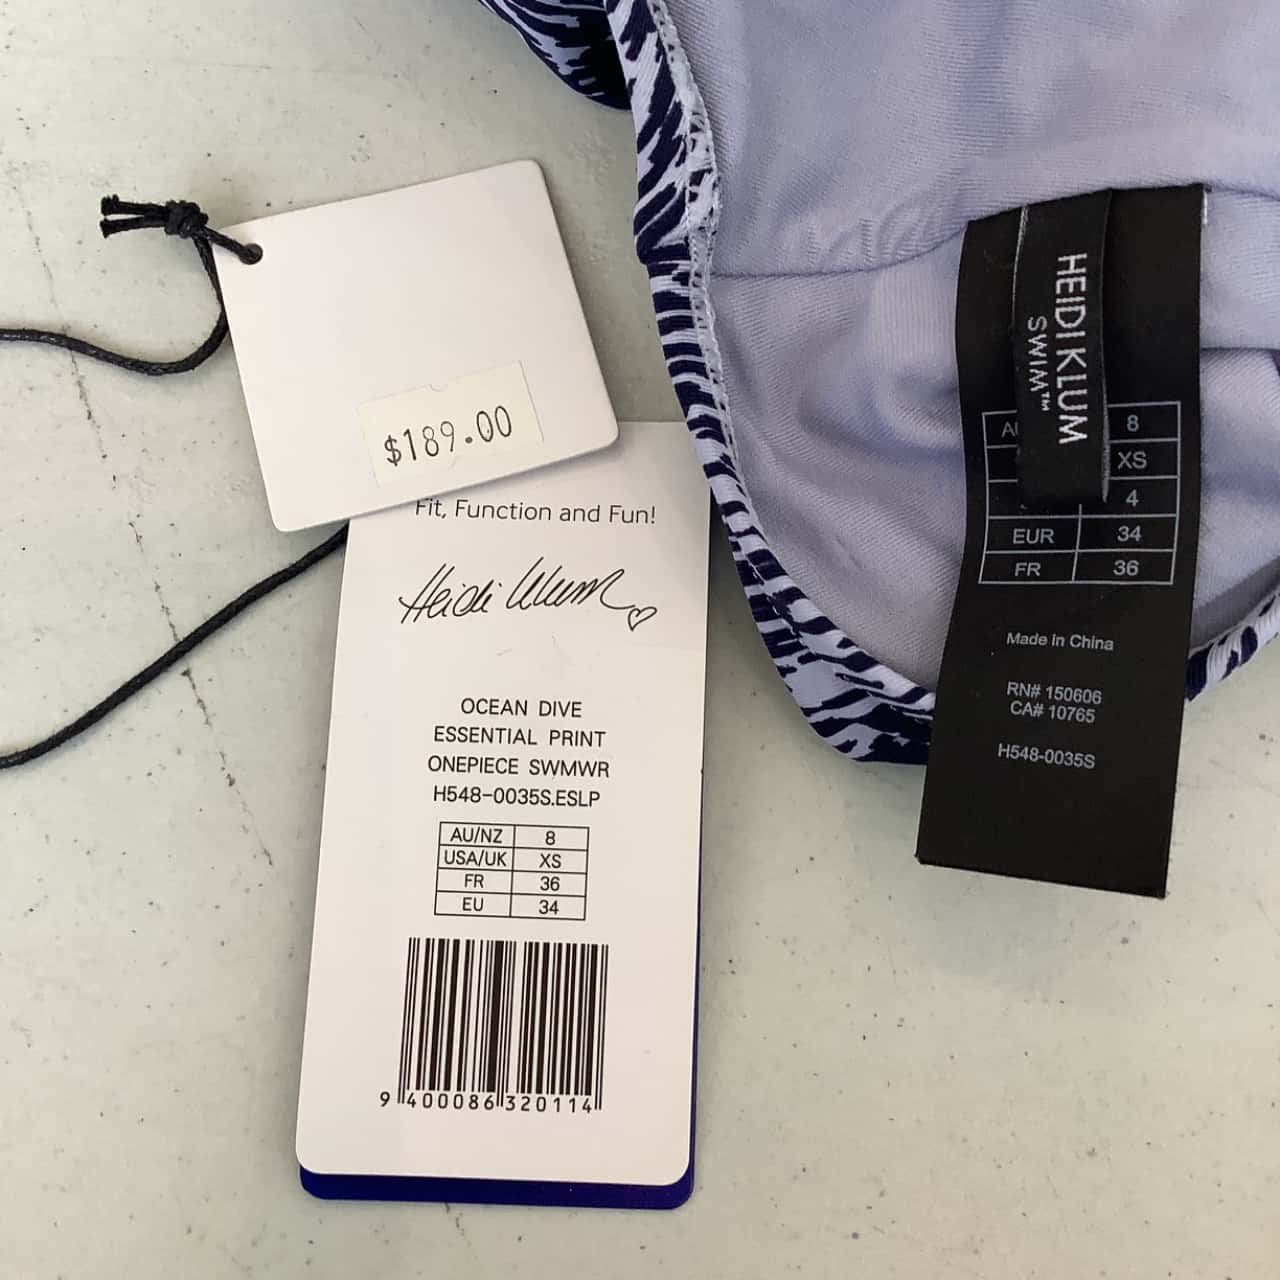 $189.00
Fit, Function and Fun!
Heidi Klum
OCEAN DIVE
ESSENTIAL PRINT
ONEPIECE SWMWR
H548-0035S.ESLP
AU/NZ 8
USA/UK XS
FR 36
EU 34
9 400086 320114
HEIDI KLUM
SWIM™
8
XS
4
EUR 34
FR 36
Made in China
RN# 150606
CA# 10765
H548-0035S